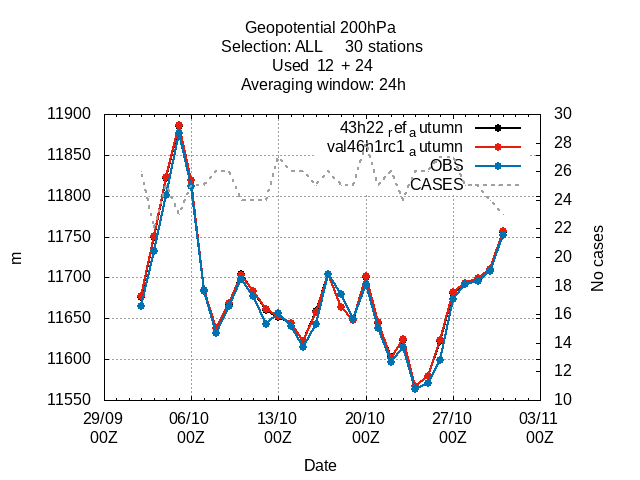 Geopotential 200hPa
Selection: ALL 30 stations
Used 12 + 24
Averaging window: 24h
11900
11850
11800
11750
11700
11650
11600
11550
m
30
28
26
24
22
20
18
16
14
12
10
No cases
43h22refautumn
val46h1rc1autumn
OBS
CASES
29/09 06/10 13/10 20/10 27/10 03/11
00Z 00Z 00Z 00Z 00Z 00Z
Date